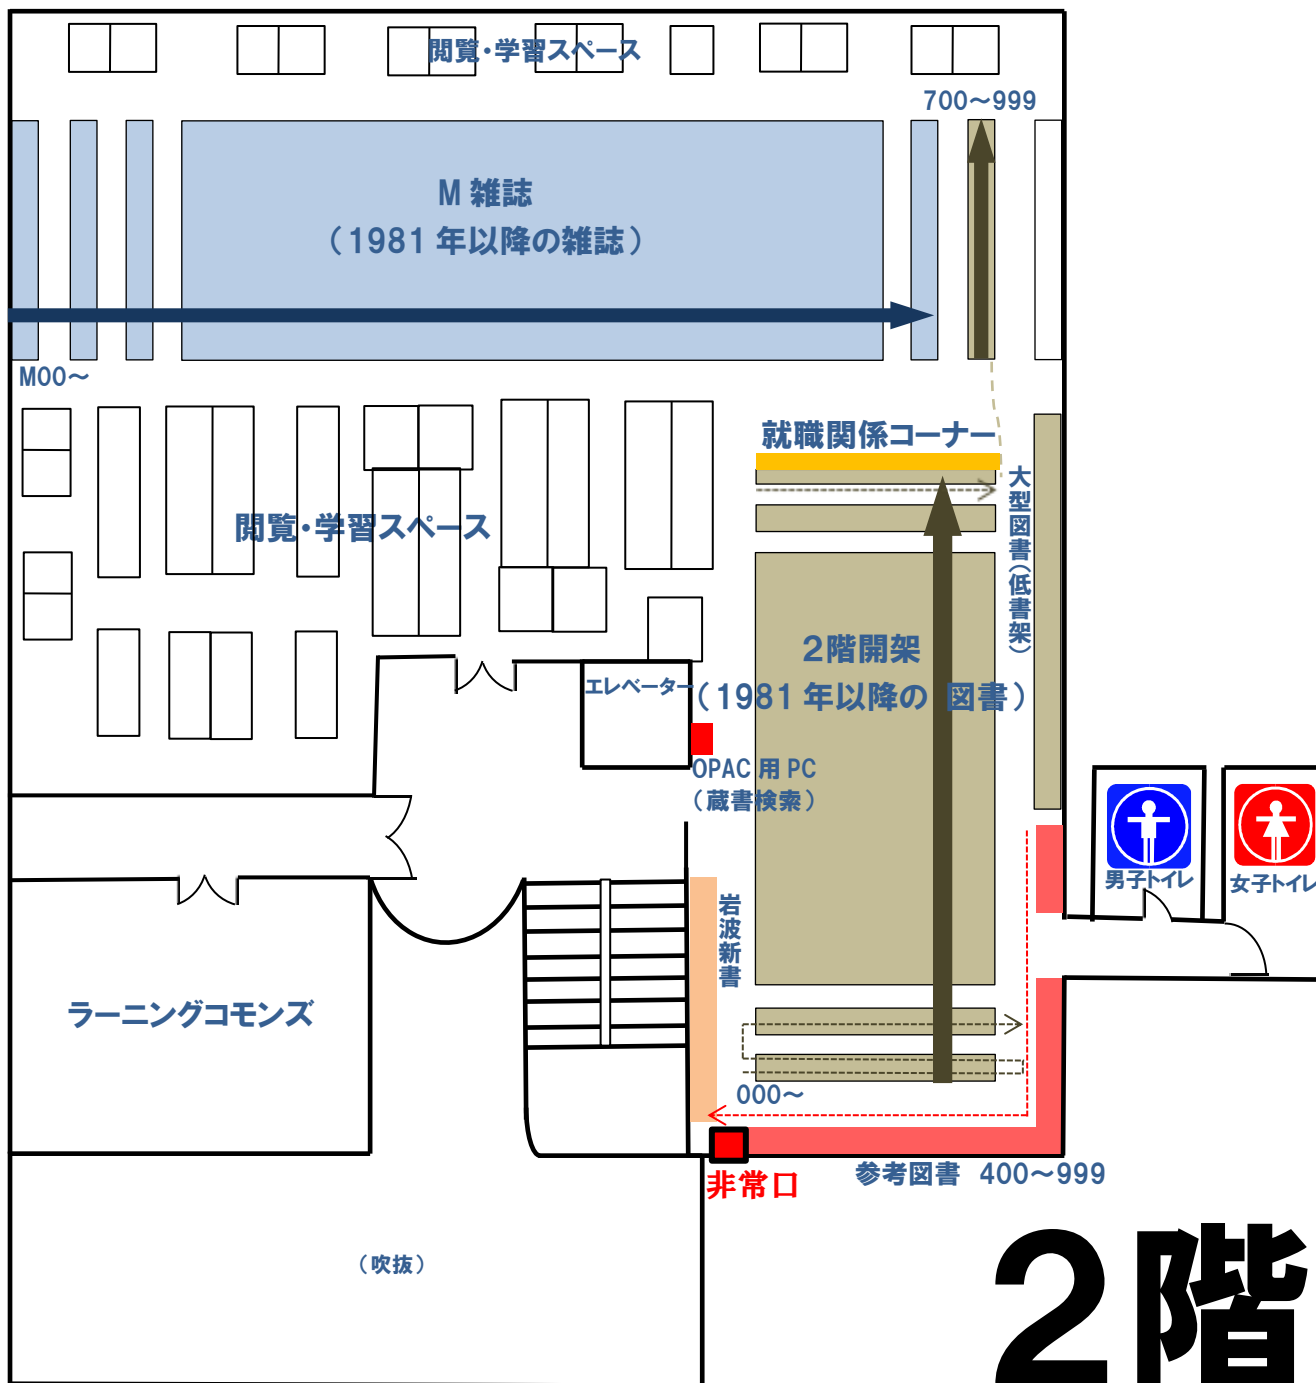 閲覧・学習スペース
700～999
M 雑誌
（1981 年以降の雑誌）
M00～
就職関係コーナー
大型図書（低書架）
閲覧・学習スペース
2階開架
（1981 年以降の 図書）
エレベーター
OPAC 用 PC
（蔵書検索）
男子トイレ
女子トイレ
岩波新書
ラーニングコモンズ
000～
参考図書 400～999
非常口
（吹抜）
2階